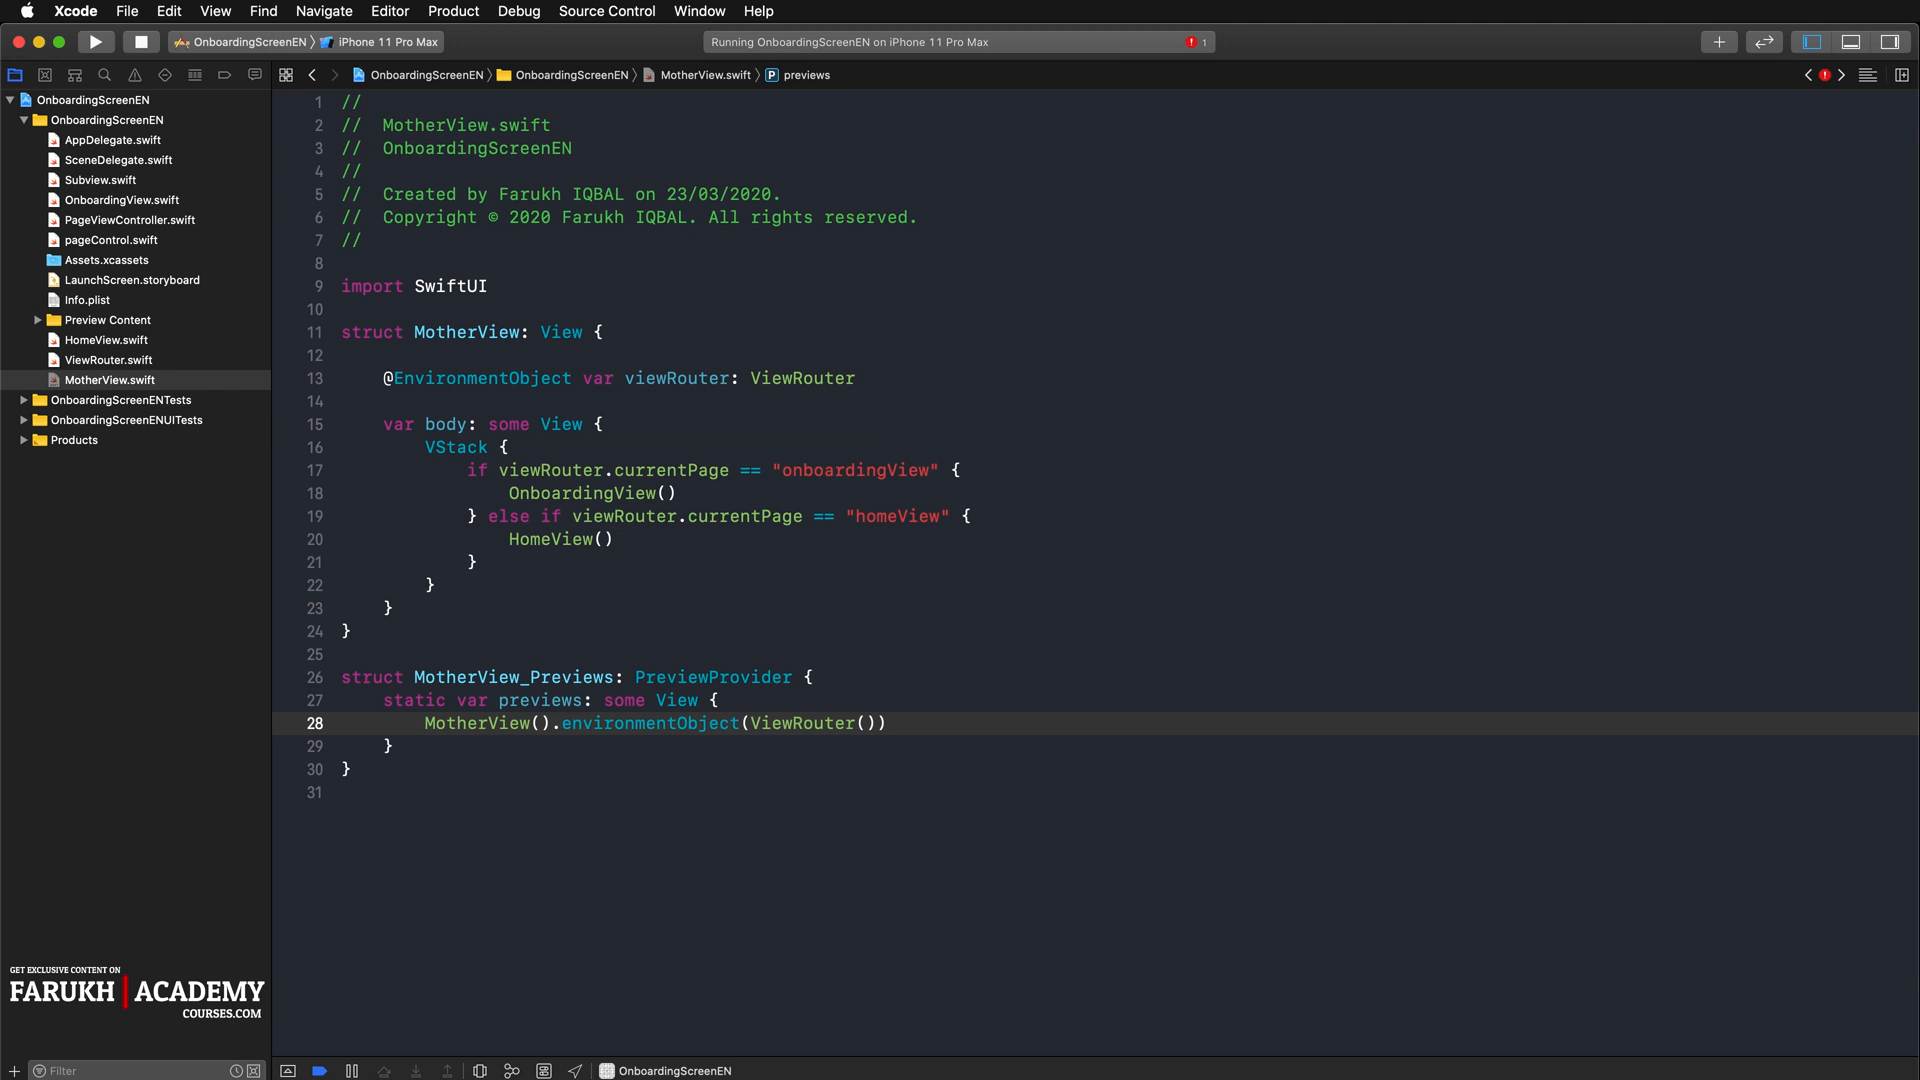 Xcode File Edit View Find Navigate Editor Product Debug Source Control Window Help
OnboardingScreenEN iPhone 11 Pro Max
Running OnboardingScreenEN on iPhone 11 Pro Max
1
OnboardingScreenEN OnboardingScreenEN MotherView.swift P previews
OnboardingScreenEN
OnboardingScreenEN
AppDelegate.swift
SceneDelegate.swift
Subview.swift
OnboardingView.swift
PageViewController.swift
pageControl.swift
Assets.xcassets
LaunchScreen.storyboard
Info.plist
Preview Content
HomeView.swift
ViewRouter.swift
MotherView.swift
OnboardingScreenENTests
OnboardingScreenENUITests
Products
1 //
2 //  MotherView.swift
3 //  OnboardingScreenEN
4 //
5 //  Created by Farukh IQBAL on 23/03/2020.
6 //  Copyright © 2020 Farukh IQBAL. All rights reserved.
7 //
8
9 import SwiftUI
10
11 struct MotherView: View {
12
13     @EnvironmentObject var viewRouter: ViewRouter
14
15     var body: some View {
16         VStack {
17             if viewRouter.currentPage == "onboardingView" {
18                 OnboardingView()
19             } else if viewRouter.currentPage == "homeView" {
20                 HomeView()
21             }
22         }
23     }
24 }
25
26 struct MotherView_Previews: PreviewProvider {
27     static var previews: some View {
28         MotherView().environmentObject(ViewRouter())
29     }
30 }
31
GET EXCLUSIVE CONTENT ON
FARUKH ACADEMY
COURSES.COM
Filter
OnboardingScreenEN